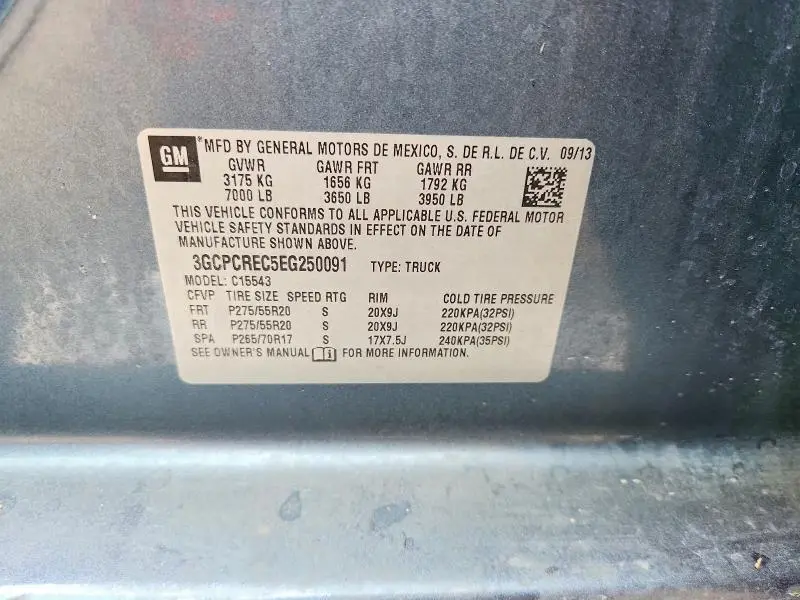 GM *MFD BY GENERAL MOTORS DE MEXICO, S. DE R.L. DE C.V. 09/13
GVWR GAWR FRT GAWR RR
3175 KG 1656 KG 1792 KG
7000 LB 3650 LB 3950 LB
THIS VEHICLE CONFORMS TO ALL APPLICABLE U.S. FEDERAL MOTOR
VEHICLE SAFETY STANDARDS IN EFFECT ON THE DATE OF
MANUFACTURE SHOWN ABOVE.
3GCPCREC5EG250091 TYPE: TRUCK
MODEL: C15543
CFVP TIRE SIZE SPEED RTG RIM COLD TIRE PRESSURE
FRT P275/55R20 S 20X9J 220KPA(32PSI)
RR P275/55R20 S 20X9J 220KPA(32PSI)
SPA P265/70R17 S 17X7.5J 240KPA(35PSI)
SEE OWNER'S MANUAL FOR MORE INFORMATION.